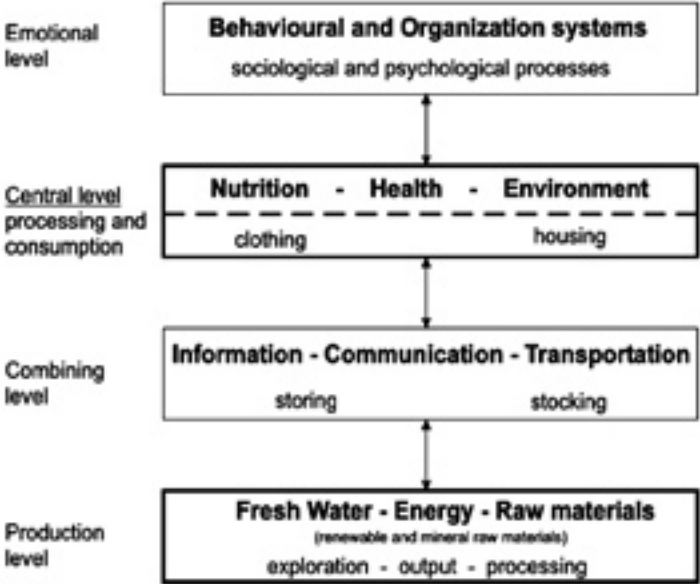 Emotional
level
Behavioural and Organization systems
sociological and psychological processes
Central level
processing and
consumption
Nutrition - Health - Environment
clothing housing
Combining
level
Information - Communication - Transportation
storing stocking
Production
level
Fresh Water - Energy - Raw materials
(renewable and mineral raw materials)
exploration - output - processing